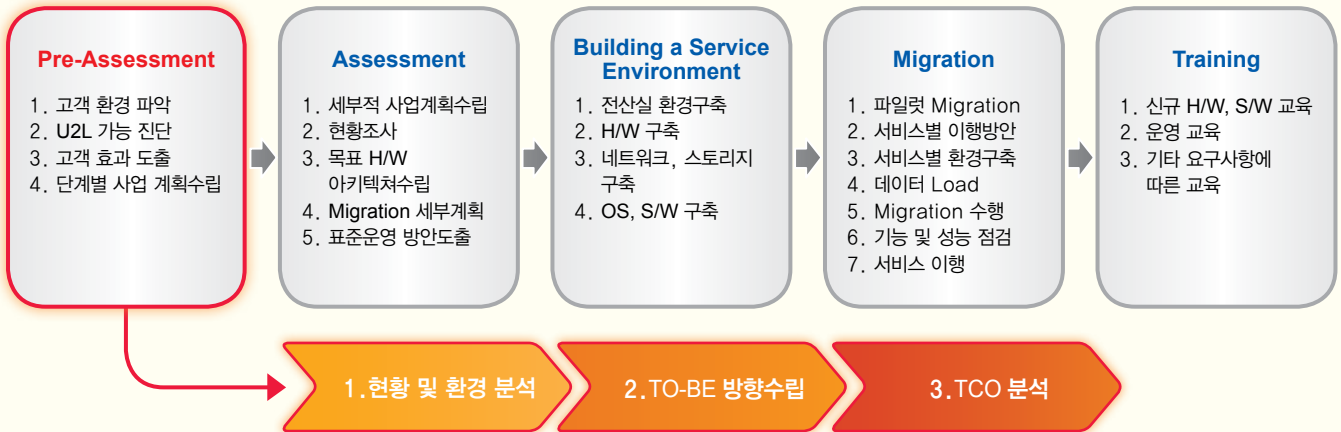 Pre-Assessment
1. 고객 환경 파악
2. U2L 가능 진단
3. 고객 효과 도출
4. 단계별 사업 계획수립
Assessment
1. 세부적 사업계획수립
2. 현황조사
3. 목표 H/W
아키텍쳐수립
4. Migration 세부계획
5. 표준운영 방안도출
Building a Service
Environment
1. 전산실 환경구축
2. H/W 구축
3. 네트워크, 스토리지
구축
4. OS, S/W 구축
Migration
1. 파일럿 Migration
2. 서비스별 이행방안
3. 서비스별 환경구축
4. 데이터 Load
5. Migration 수행
6. 기능 및 성능 점검
7. 서비스 이행
Training
1. 신규 H/W, S/W 교육
2. 운영 교육
3. 기타 요구사항에
따른 교육
1.현황 및 환경 분석
2.TO-BE 방향수립
3.TCO 분석